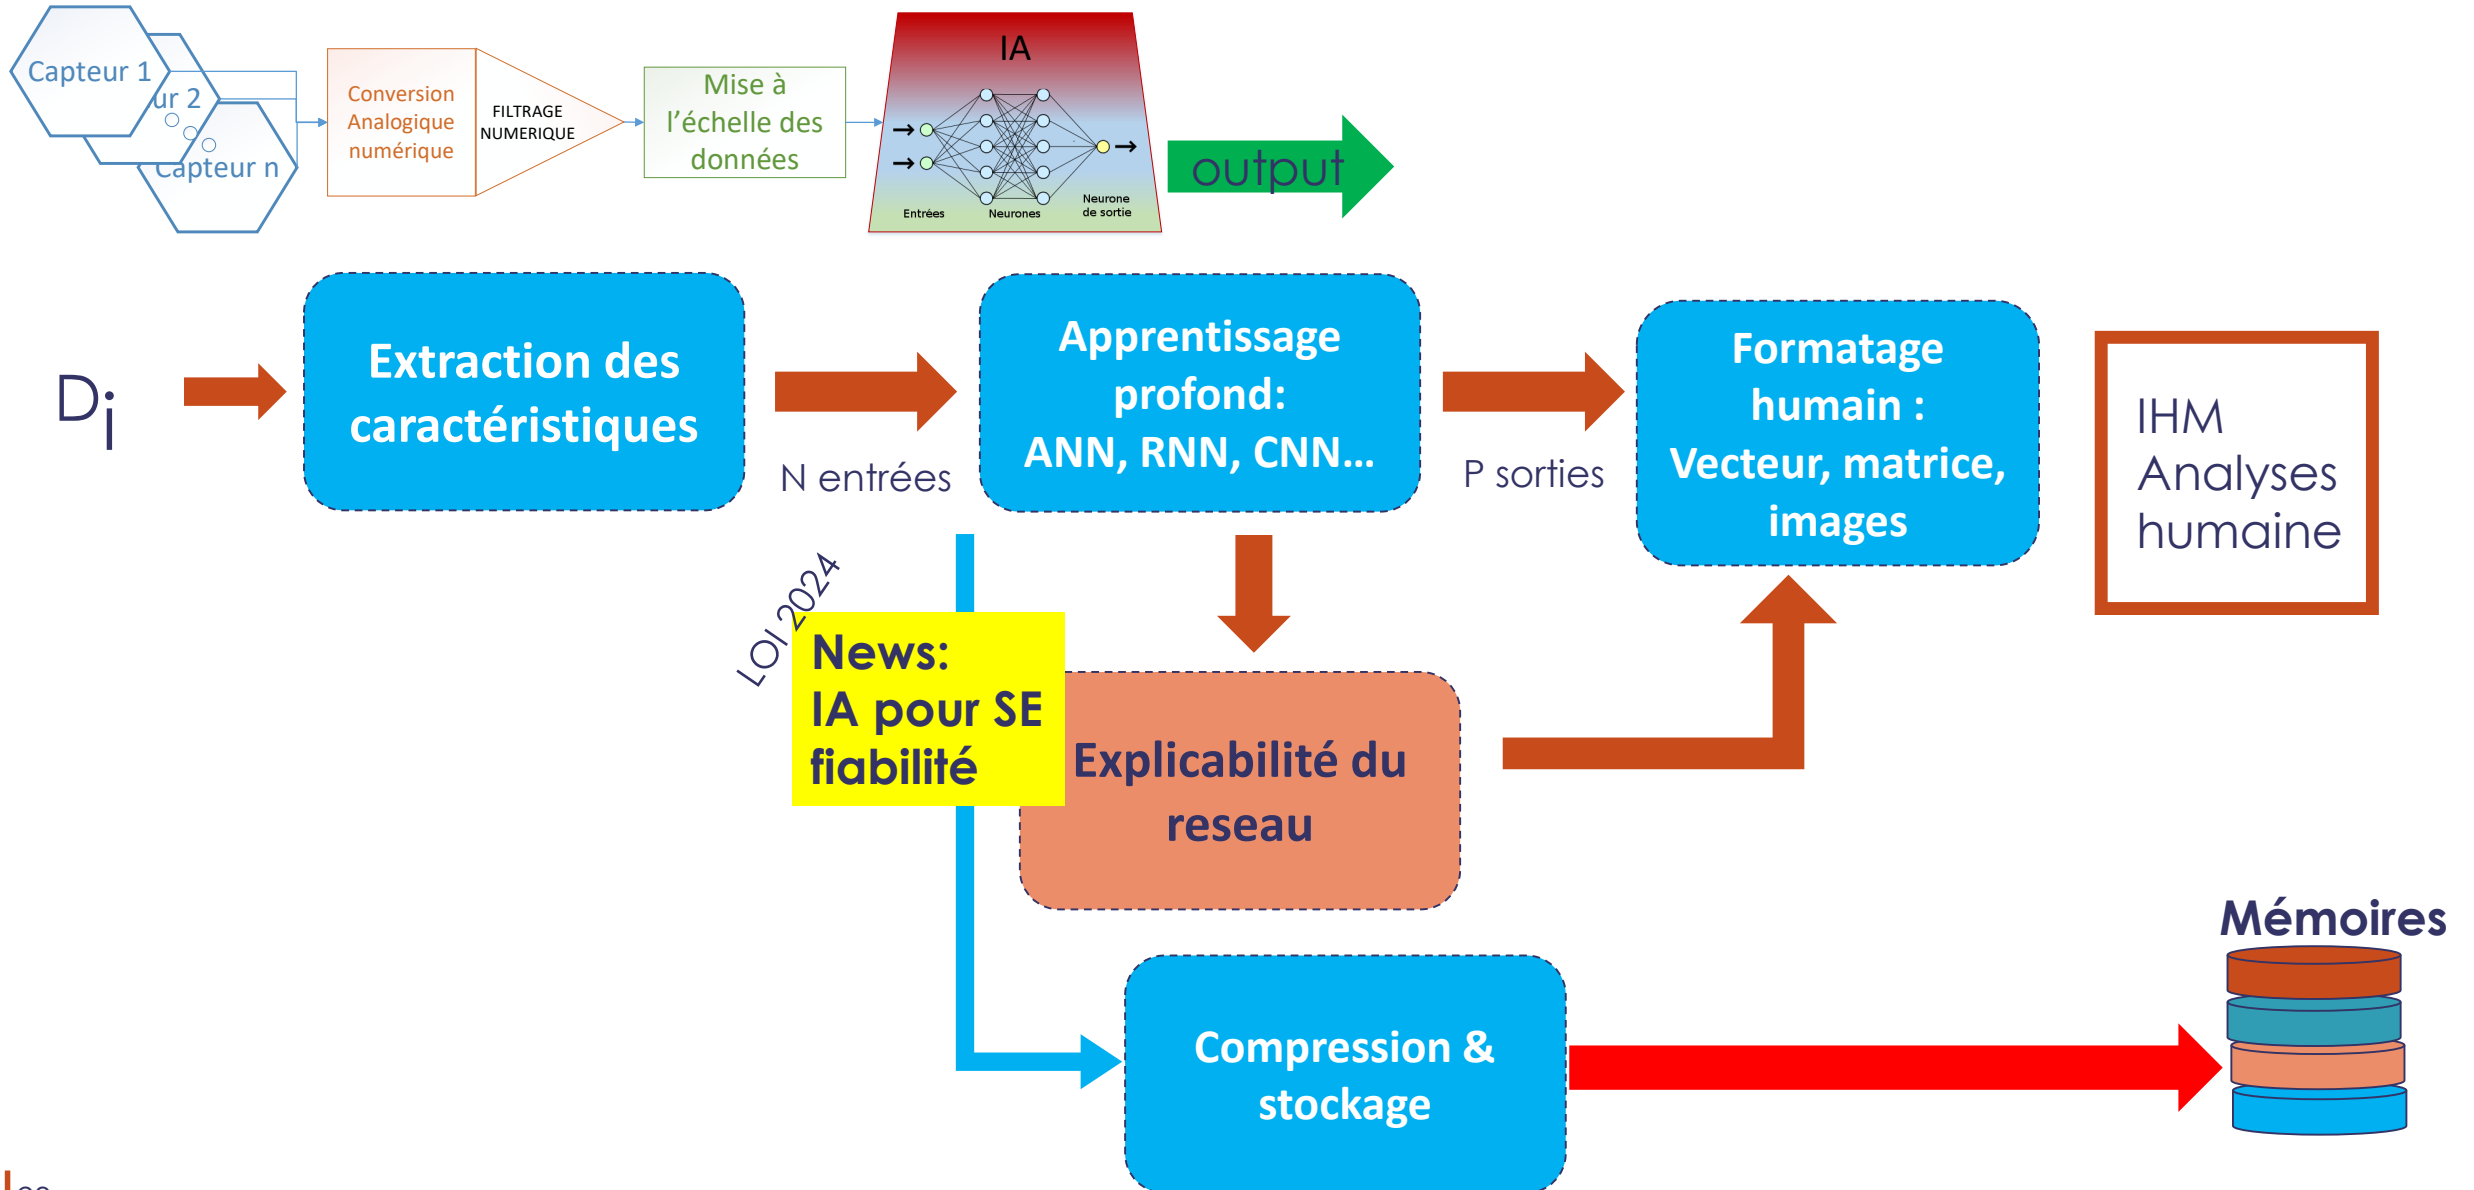 Capteur 1
ur 2
Capteur n
Conversion
Analogique
numérique
FILTRAGE
NUMERIQUE
Mise à
l’échelle des
données
IA
Entrées
Neurones
Neurone
de sortie
output
Di
Extraction des
caractéristiques
N entrées
Apprentissage
profond:
ANN, RNN, CNN...
P sorties
Formatage
humain :
Vecteur, matrice,
images
IHM
Analyses
humaine
LOI 2024
News:
IA pour SE
fiabilité
Explicabilité du
reseau
Compression &
stockage
Mémoires